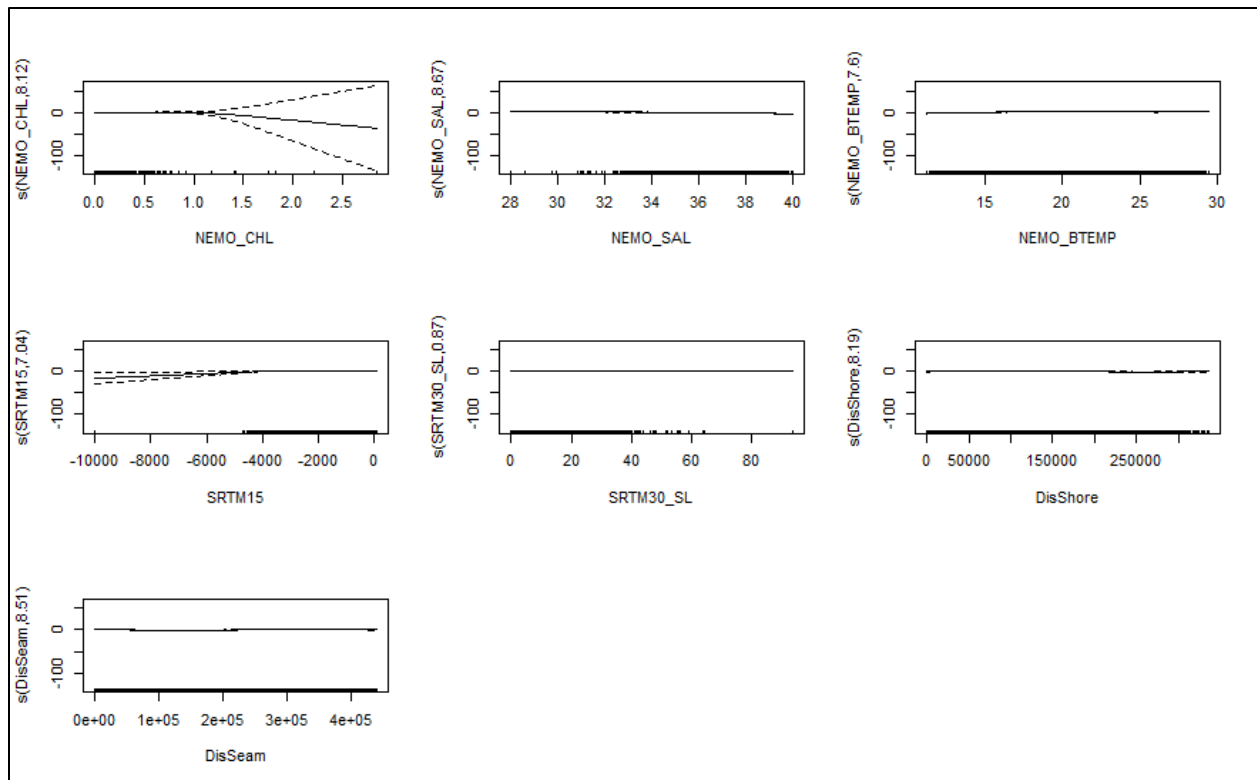 s(NEMO_CHL,8.12)
0
-100
0.0 0.5 1.0 1.5 2.0 2.5
NEMO_CHL
s(NEMO_SAL,8.67)
0
-100
28 30 32 34 36 38 40
NEMO_SAL
s(NEMO_BTEMP,7.6)
0
-100
15 20 25 30
NEMO_BTEMP
s(SRTM15,7.04)
0
-100
-10000 -8000 -6000 -4000 -2000 0
SRTM15
s(SRTM30_SL,0.87)
0
-100
0 20 40 60 80
SRTM30_SL
s(DisShore,8.19)
0
-100
0 50000 150000 250000
DisShore
s(DisSeam,8.51)
0
-100
0e+00 1e+05 2e+05 3e+05 4e+05
DisSeam